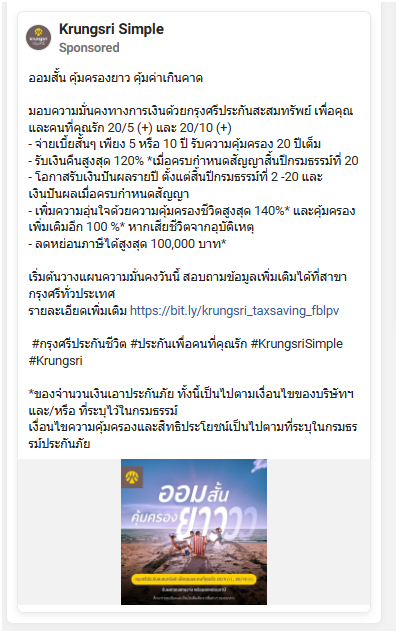 Krungsri Simple
Sponsored
ออมสั้น คุ้มครองยาว คุ้มค่าเกินคาด
มอบความมั่นคงทางการเงินด้วยกรุงศรีประกันสะสมทรัพย์ เพื่อคุณ
และคนที่คุณรัก 20/5 (+) และ 20/10 (+)
- จ่ายเบี้ยสั้นๆ เพียง 5 หรือ 10 ปี รับความคุ้มครอง 20 ปีเต็ม
- รับเงินคืนสูงสุด 120% *เมื่อครบกำหนดสัญญาสิ้นปีกรมธรรม์ที่ 20
- โอกาสรับเงินปันผลรายปี ตั้งแต่สิ้นปีกรมธรรม์ที่ 2 -20 และ
เงินปันผลเมื่อครบกำหนดสัญญา
- เพิ่มความอุ่นใจด้วยความคุ้มครองชีวิตสูงสุด 140%* และคุ้มครอง
เพิ่มเติมอีก 100 %* หากเสียชีวิตจากอุบัติเหตุ
- ลดหย่อนภาษีได้สูงสุด 100,000 บาท*
เริ่มต้นวางแผนความมั่นคงวันนี้ สอบถามข้อมูลเพิ่มเติมได้ที่สาขา
กรุงศรีทั่วประเทศ
รายละเอียดเพิ่มเติม https://bit.ly/krungsri_taxsaving_fblpv
#กรุงศรีประกันชีวิต #ประกันเพื่อคนที่คุณรัก #KrungsriSimple
#Krungsri
*ของจำนวนเงินเอาประกันภัย ทั้งนี้เป็นไปตามเงื่อนไขของบริษัทฯ
และ/หรือ ที่ระบุไว้ในกรมธรรม์
เงื่อนไขความคุ้มครองและสิทธิประโยชน์เป็นไปตามที่ระบุในกรมธร
รม์ประกันภัย
ออมสั้น
คุ้มครองยาววว